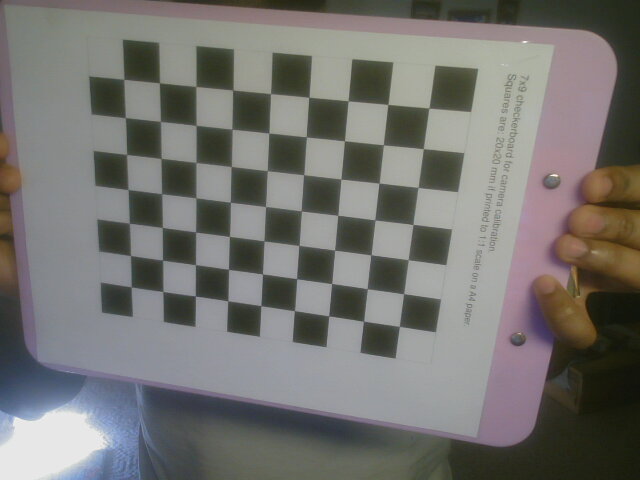 7x9 checkerboard for camera calibration
Squares are: 20x20 mm if printed to 1:1 scale on a A4 paper.